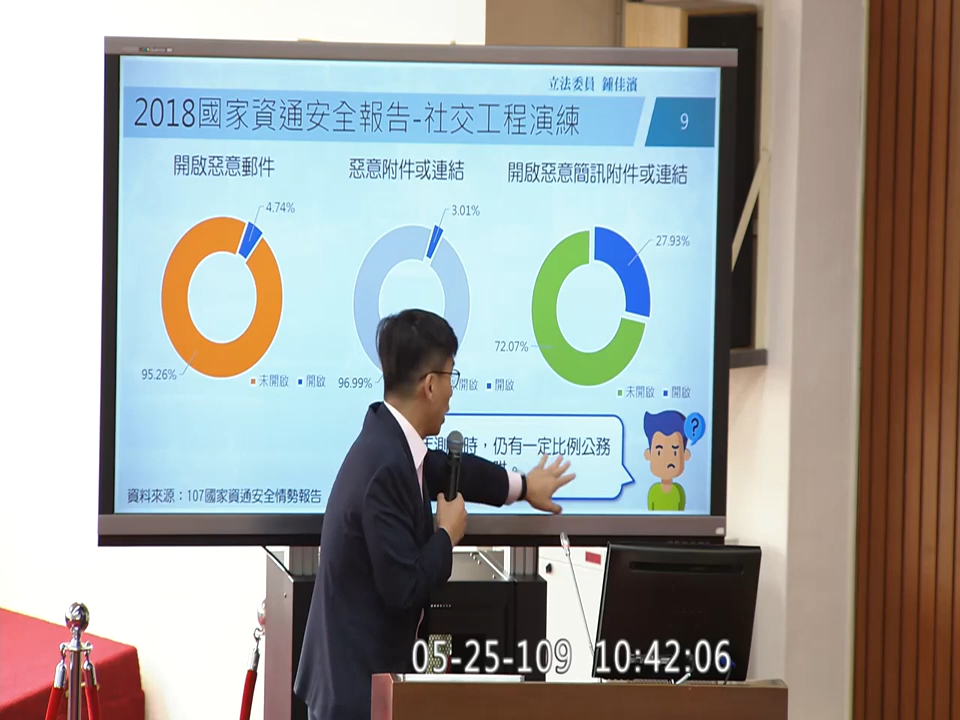 立法委員 鍾佳濱
2018國家資通安全報告-社交工程演練
9
開啟惡意郵件
惡意附件或連結
開啟惡意簡訊附件或連結
4.74%
3.01%
27.93%
95.26%
96.99%
72.07%
未開啟 開啟
開啟 開啟
未開啟 開啟
時，仍有一定比例公務
?
資料來源：107國家資通安全情勢報告
05-25-109 10:42:06